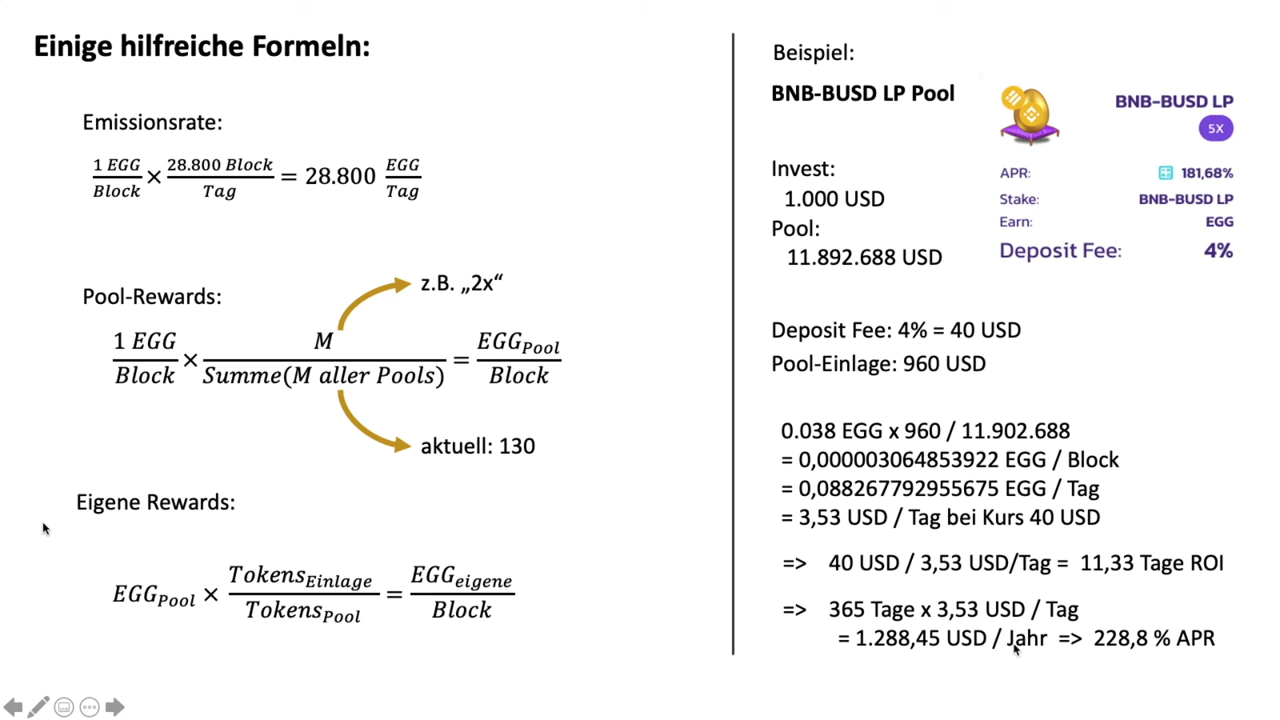 Einige hilfreiche Formeln:
Emissionsrate:
1 EGG / Block × 28.800 Block / Tag = 28.800 EGG / Tag
z.B. „2x“
Pool-Rewards:
1 EGG / Block × M / Summe(M aller Pools) = EGG_Pool / Block
aktuell: 130
Eigene Rewards:
EGG_Pool × Tokens_Einlage / Tokens_Pool = EGG_eigene / Block
Beispiel:
BNB-BUSD LP Pool
BNB-BUSD LP
5X
Invest:
1.000 USD
Pool:
11.892.688 USD
APR: 181,68%
Stake: BNB-BUSD LP
Earn: EGG
Deposit Fee: 4%
Deposit Fee: 4% = 40 USD
Pool-Einlage: 960 USD
0.038 EGG x 960 / 11.902.688
= 0,000003064853922 EGG / Block
= 0,088267792955675 EGG / Tag
= 3,53 USD / Tag bei Kurs 40 USD
=> 40 USD / 3,53 USD/Tag = 11,33 Tage ROI
=> 365 Tage x 3,53 USD / Tag
= 1.288,45 USD / Jahr => 228,8 % APR